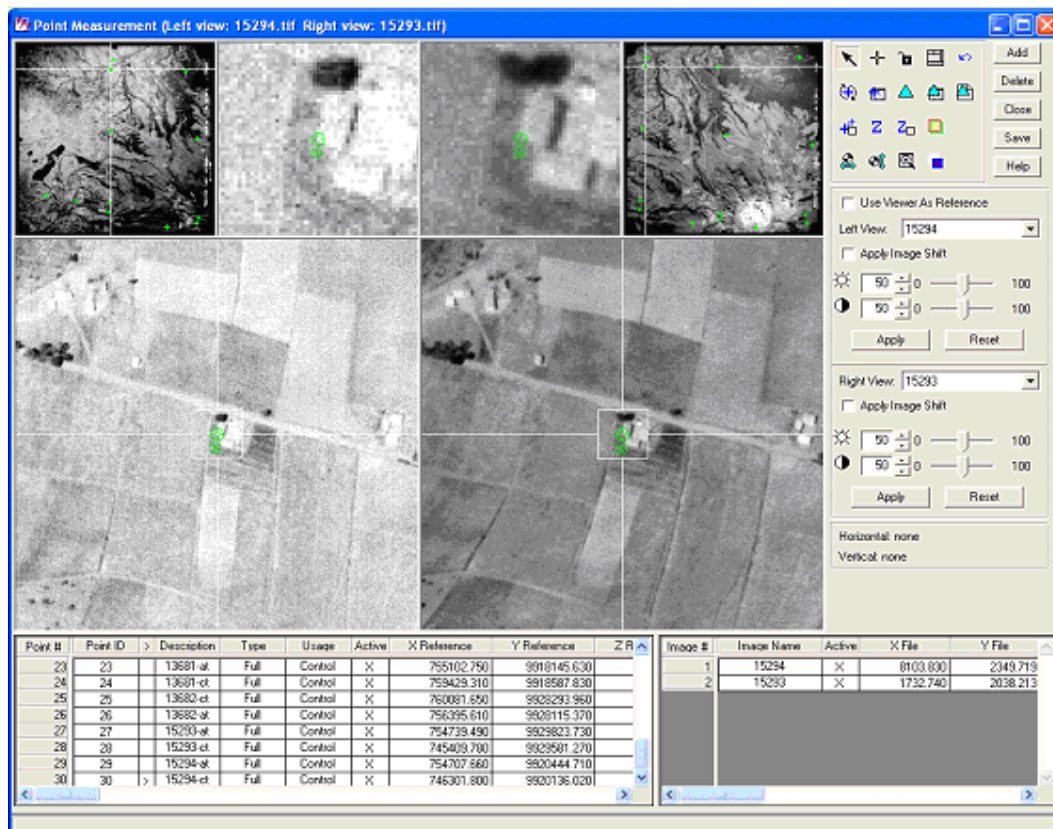 Point Measurement (Left view: 15294.tif Right view: 15293.tif)
Add
Delete
Close
Save
Help
Use Viewer As Reference
Left View: 15294
Apply Image Shift
50 0 100
50 0 100
Apply Reset
Right View: 15293
Apply Image Shift
50 0 100
50 0 100
Apply Reset
Horizontal: none
Vertical: none
Point # Point ID > Description Type Usage Active X Reference Y Reference Z R
23 23 13681-at Full Control X 755102.750 9918145.630
24 24 13681-ct Full Control X 759429.310 9918587.830
25 25 13682-ct Full Control X 760081.650 9928293.960
26 26 13682-at Full Control X 756395.610 9928115.370
27 27 15293-at Full Control X 754739.490 9929823.730
28 28 15293-ct Full Control X 745409.780 9929581.270
29 29 15294-at Full Control X 754707.660 9920444.710
30 30 > 15294-ct Full Control X 746301.800 9920136.020
Image # Image Name Active X File Y File
1 15294 X 8103.830 2349.719
2 15293 X 1732.740 2038.213